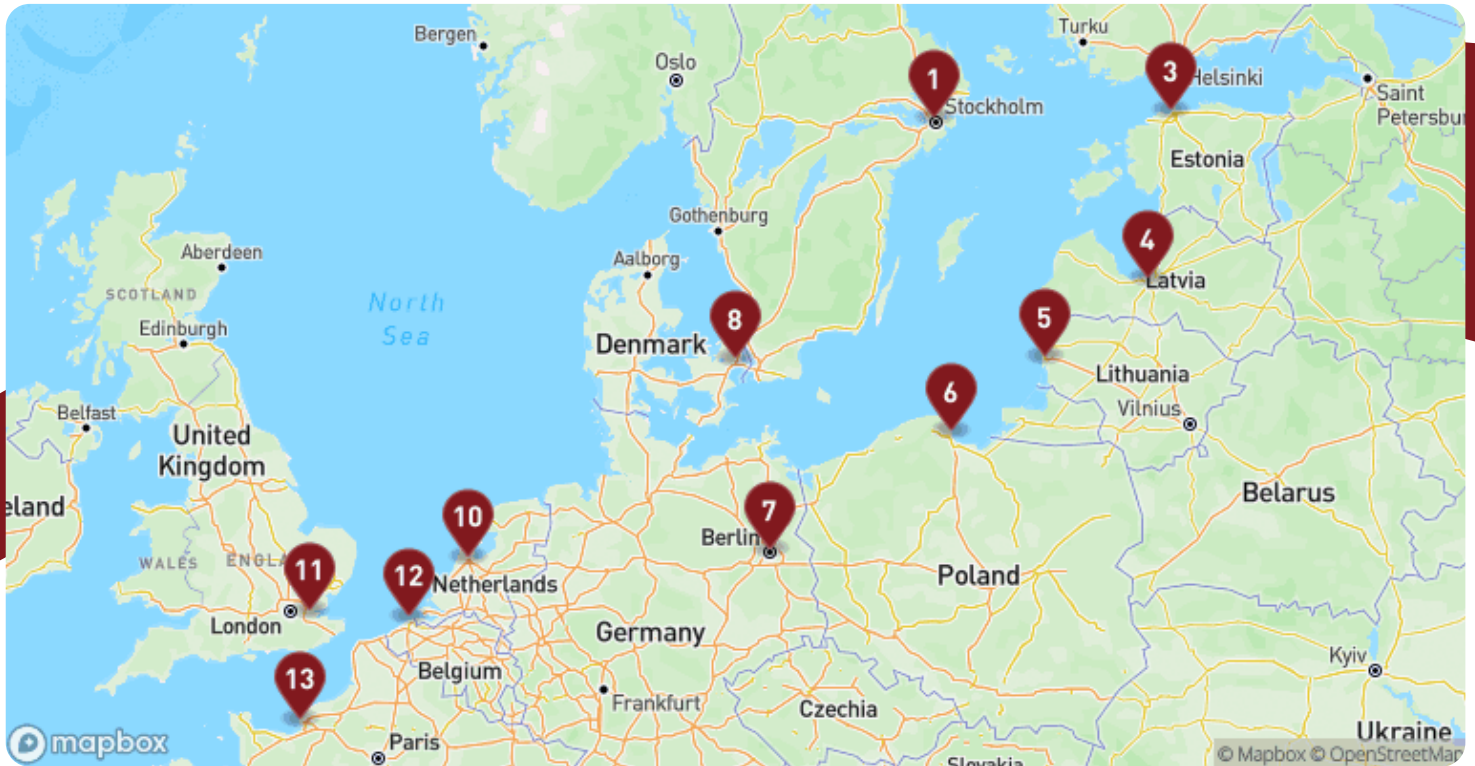 Bergen
Turku
Oslo
1
3
Helsinki
Saint
Petersbu
Stockholm
Estonia
Gothenburg
4
Aberdeen
Aalborg
Latvia
SCOTLAND
North
Sea
Edinburgh
8
5
Denmark
Lithuania
6
Vilnius
Belfast
United
Kingdom
eland
Belarus
10
7
Berlin
WALES
ENGLA
11
12
Netherlands
Poland
London
Germany
Kyiv
13
Belgium
Frankfurt
Czechia
Ukraine
mapbox
Paris
© Mapbox © OpenStreetMap
Slovakia